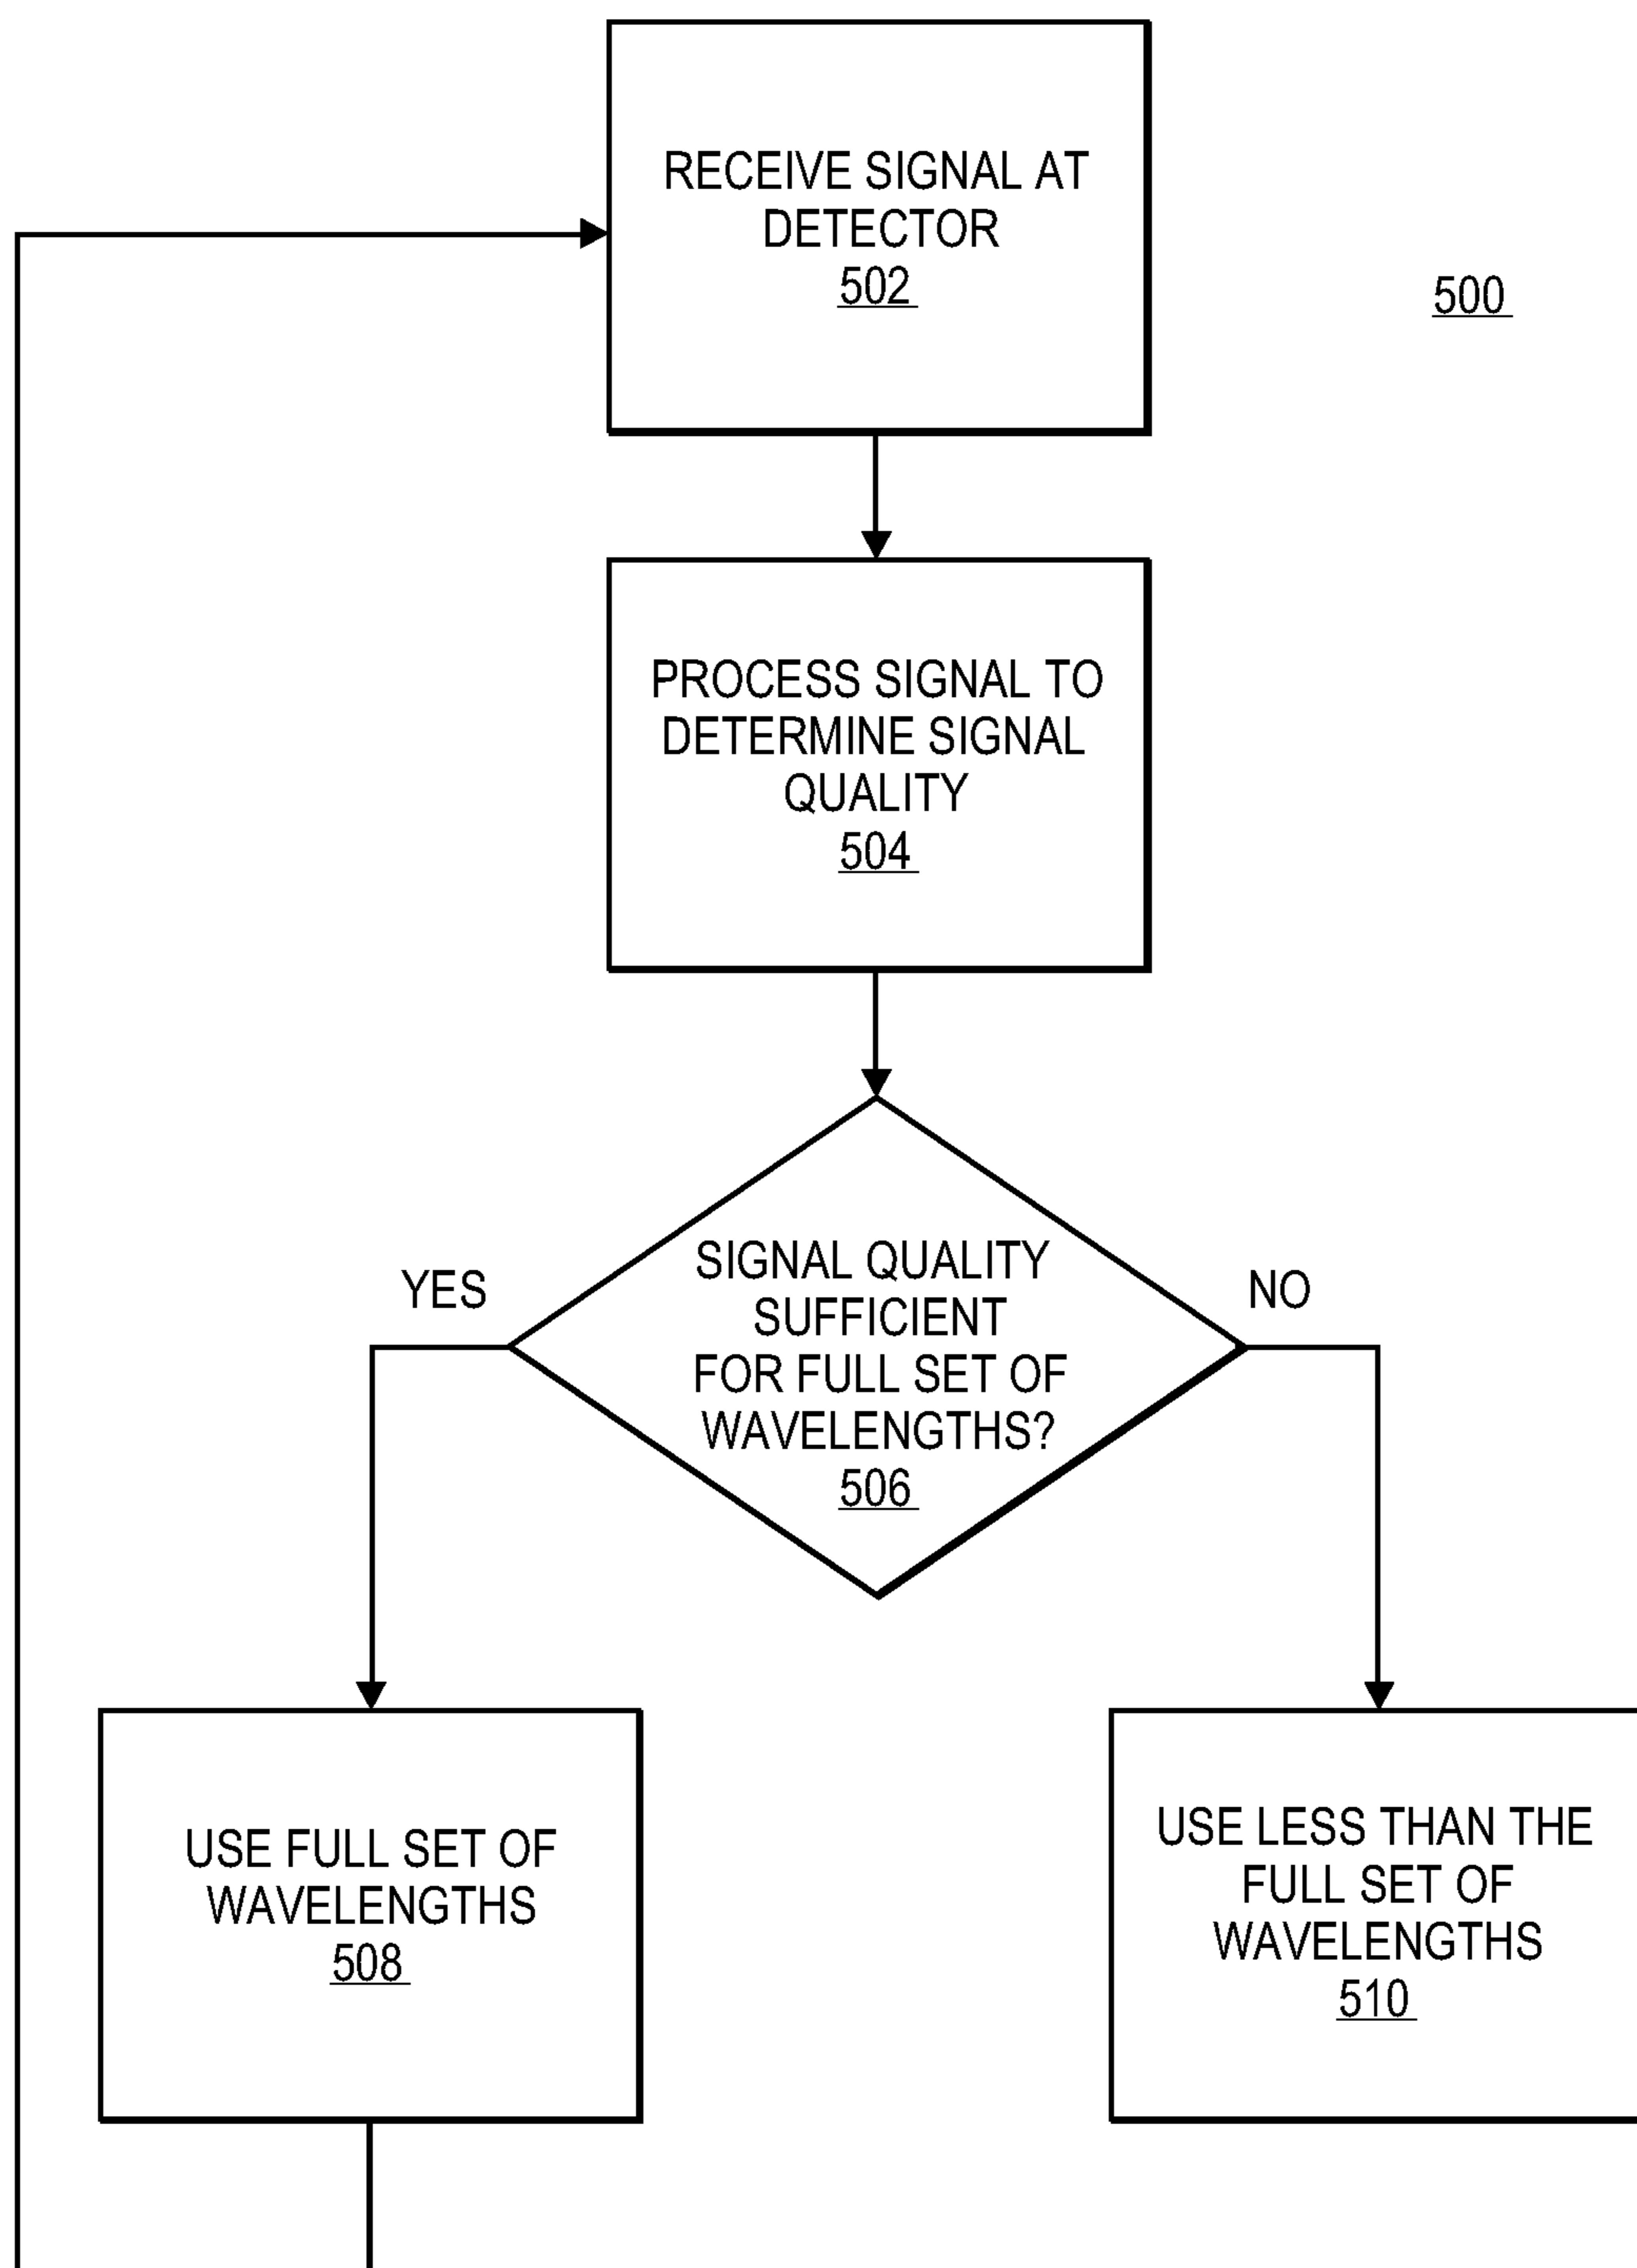 RECEIVE SIGNAL AT
DETECTOR
502
500
PROCESS SIGNAL TO
DETERMINE SIGNAL
QUALITY
504
YES
SIGNAL QUALITY
SUFFICIENT
FOR FULL SET OF
WAVELENGTHS?
506
NO
USE FULL SET OF
WAVELENGTHS
508
USE LESS THAN THE
FULL SET OF
WAVELENGTHS
510